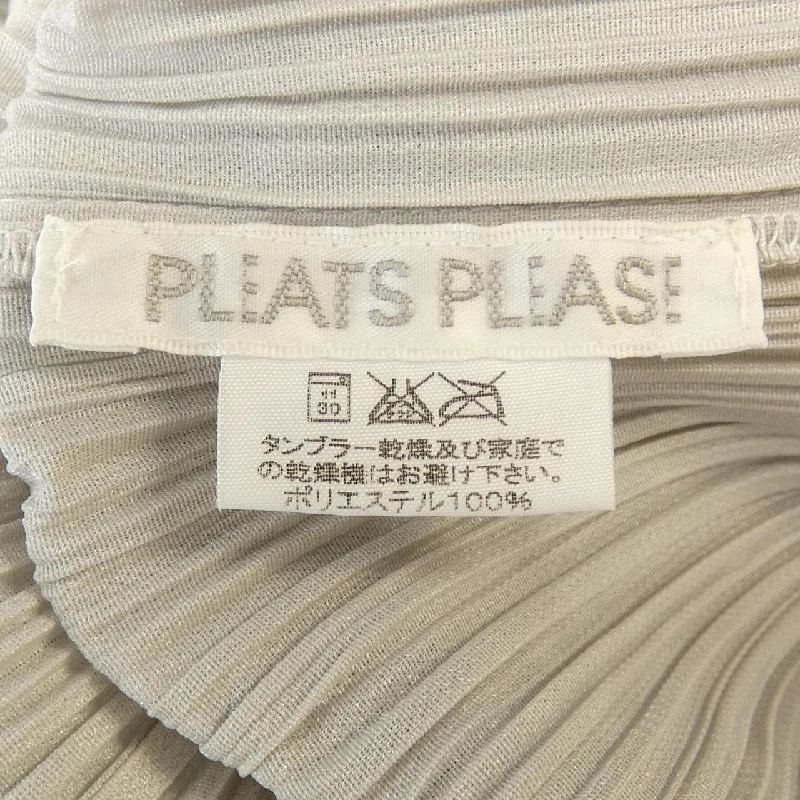 PLEATS PLEASE
30
タンブラー乾燥及び家庭で
の乾燥機はお避け下さい。
ポリエステル100%